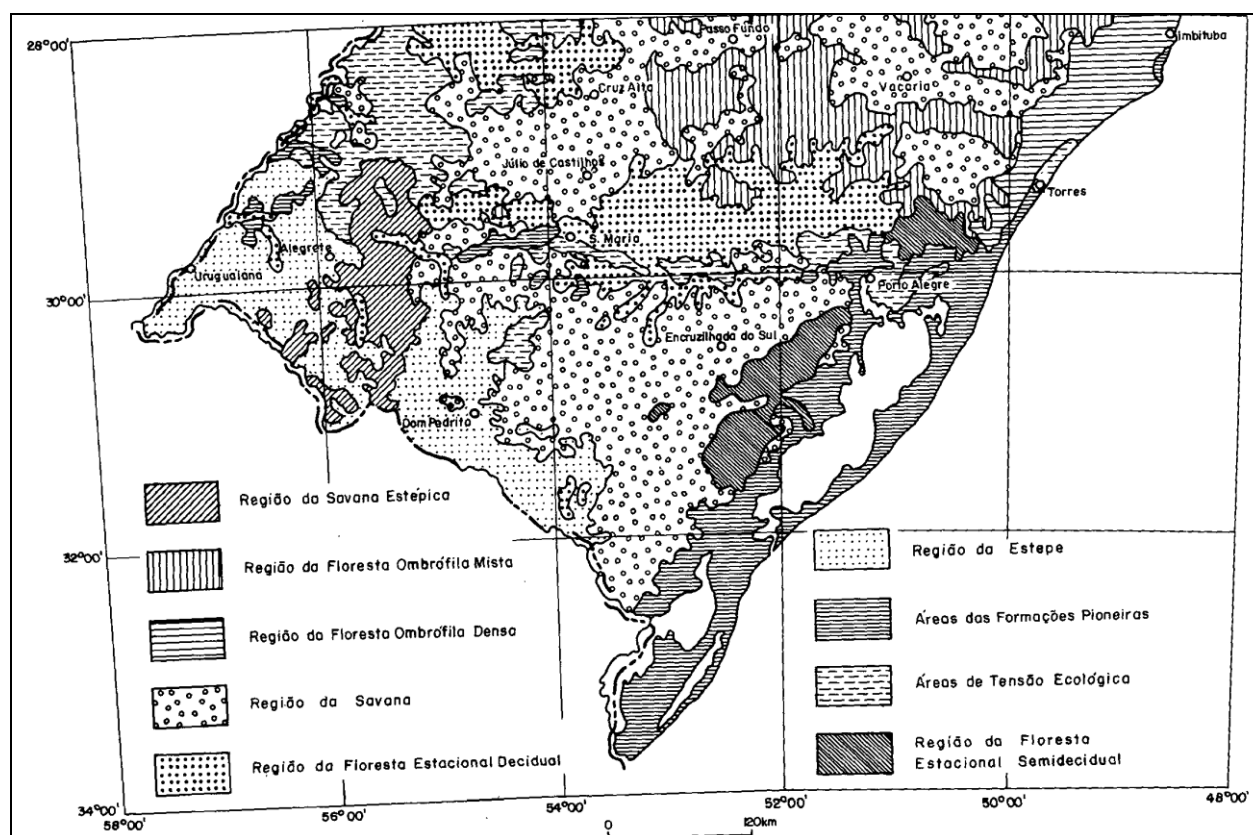 28°00'
Passo Fundo
Imbituba
Vacaria
Cruz Alta
Júlio de Castilhos
Torres
S. Maria
Alegrete
Uruguaiana
30°00'
Porto Alegre
Encruzilhada do Sul
Dom Pedrito
Região da Savana Estépica
Região da Floresta Ombrófila Mista
Região da Floresta Ombrófila Densa
Região da Savana
Região da Floresta Estacional Decidual
32°00'
Região da Estepe
Áreas das Formações Pioneiras
Áreas de Tensão Ecológica
Região da Floresta
Estacional Semidecidual
34°00'
58°00'
56°00'
54°00'
52°00'
50°00'
48°00'
0 120km